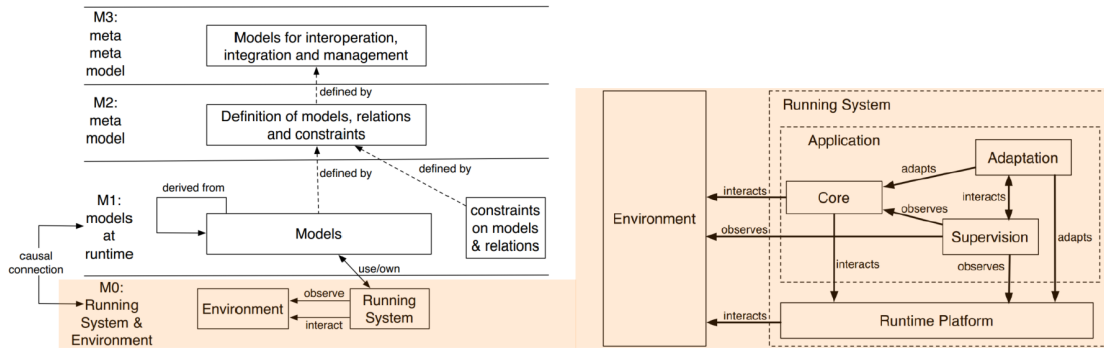 M3:
meta
meta
model
Models for interoperation,
integration and management
defined by
M2:
meta
model
Definition of models, relations
and constraints
defined by
defined by
derived from
M1:
models
at
runtime
Models
constraints
on models
& relations
causal
connection
use/own
M0:
Running
System &
Environment
Environment
observe
interact
Running
System
Running System
Application
Adaptation
adapts
interacts
Core
interacts
observes
Environment
observes
Supervision
adapts
interacts
observes
interacts
Runtime Platform